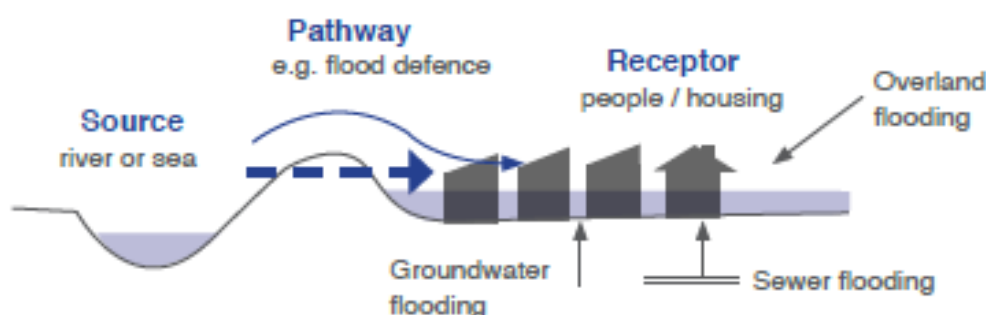 Pathway
e.g. flood defence
Receptor
people / housing
Overland
flooding
Source
river or sea
Groundwater
flooding
Sewer flooding